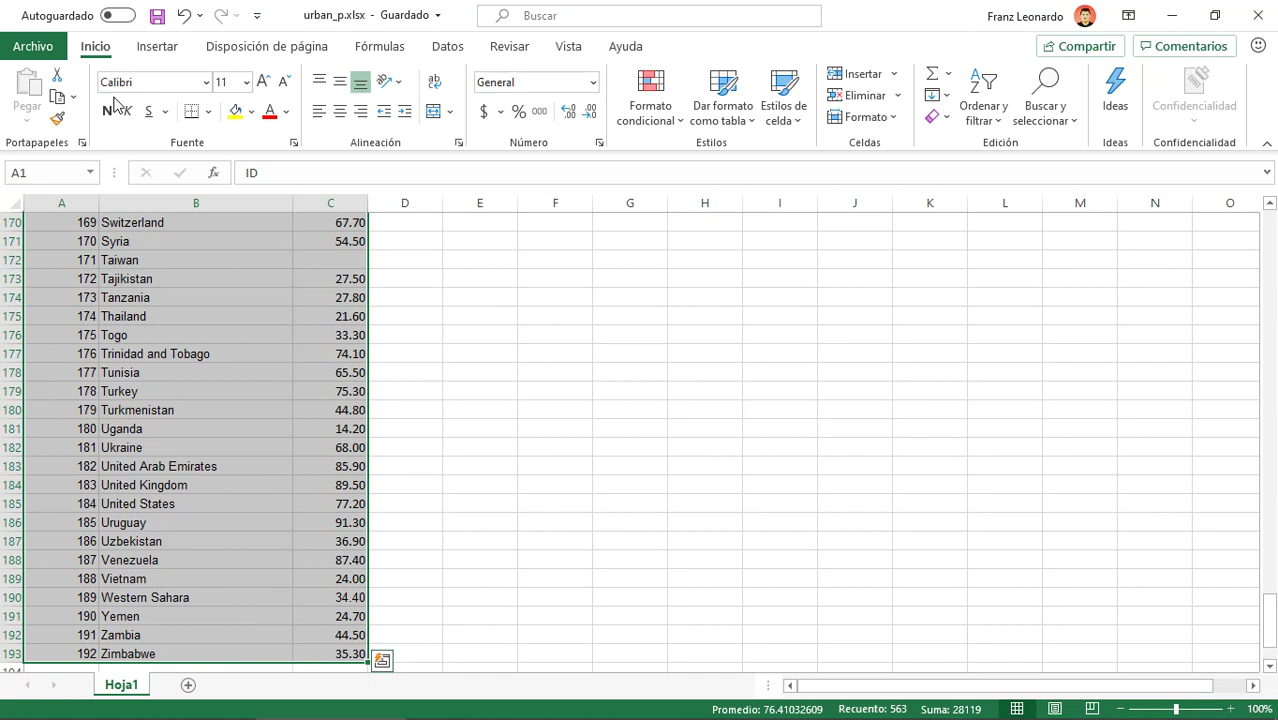 Autoguardado
urban_p.xlsx - Guardado
Buscar
Franz Leonardo
Archivo Inicio Insertar Disposición de página Fórmulas Datos Revisar Vista Ayuda
Compartir Comentarios
Pegar
Portapapeles
Calibri 11
N K S
Fuente
Alineación
General
$ % 000
Número
Formato condicional
Dar formato como tabla
Estilos de celda
Estilos
Insertar
Eliminar
Formato
Celdas
Ordenar y filtrar
Buscar y seleccionar
Edición
Ideas
Ideas
Confidencialidad
Confidencialidad
A1 fx ID
A B C D E F G H I J K L M N O
170 169 Switzerland 67.70
171 170 Syria 54.50
172 171 Taiwan
173 172 Tajikistan 27.50
174 173 Tanzania 27.80
175 174 Thailand 21.60
176 175 Togo 33.30
177 176 Trinidad and Tobago 74.10
178 177 Tunisia 65.50
179 178 Turkey 75.30
180 179 Turkmenistan 44.80
181 180 Uganda 14.20
182 181 Ukraine 68.00
183 182 United Arab Emirates 85.90
184 183 United Kingdom 89.50
185 184 United States 77.20
186 185 Uruguay 91.30
187 186 Uzbekistan 36.90
188 187 Venezuela 87.40
189 188 Vietnam 24.00
190 189 Western Sahara 34.40
191 190 Yemen 24.70
192 191 Zambia 44.50
193 192 Zimbabwe 35.30
Hoja1
Promedio: 76.41032609 Recuento: 563 Suma: 28119 100%